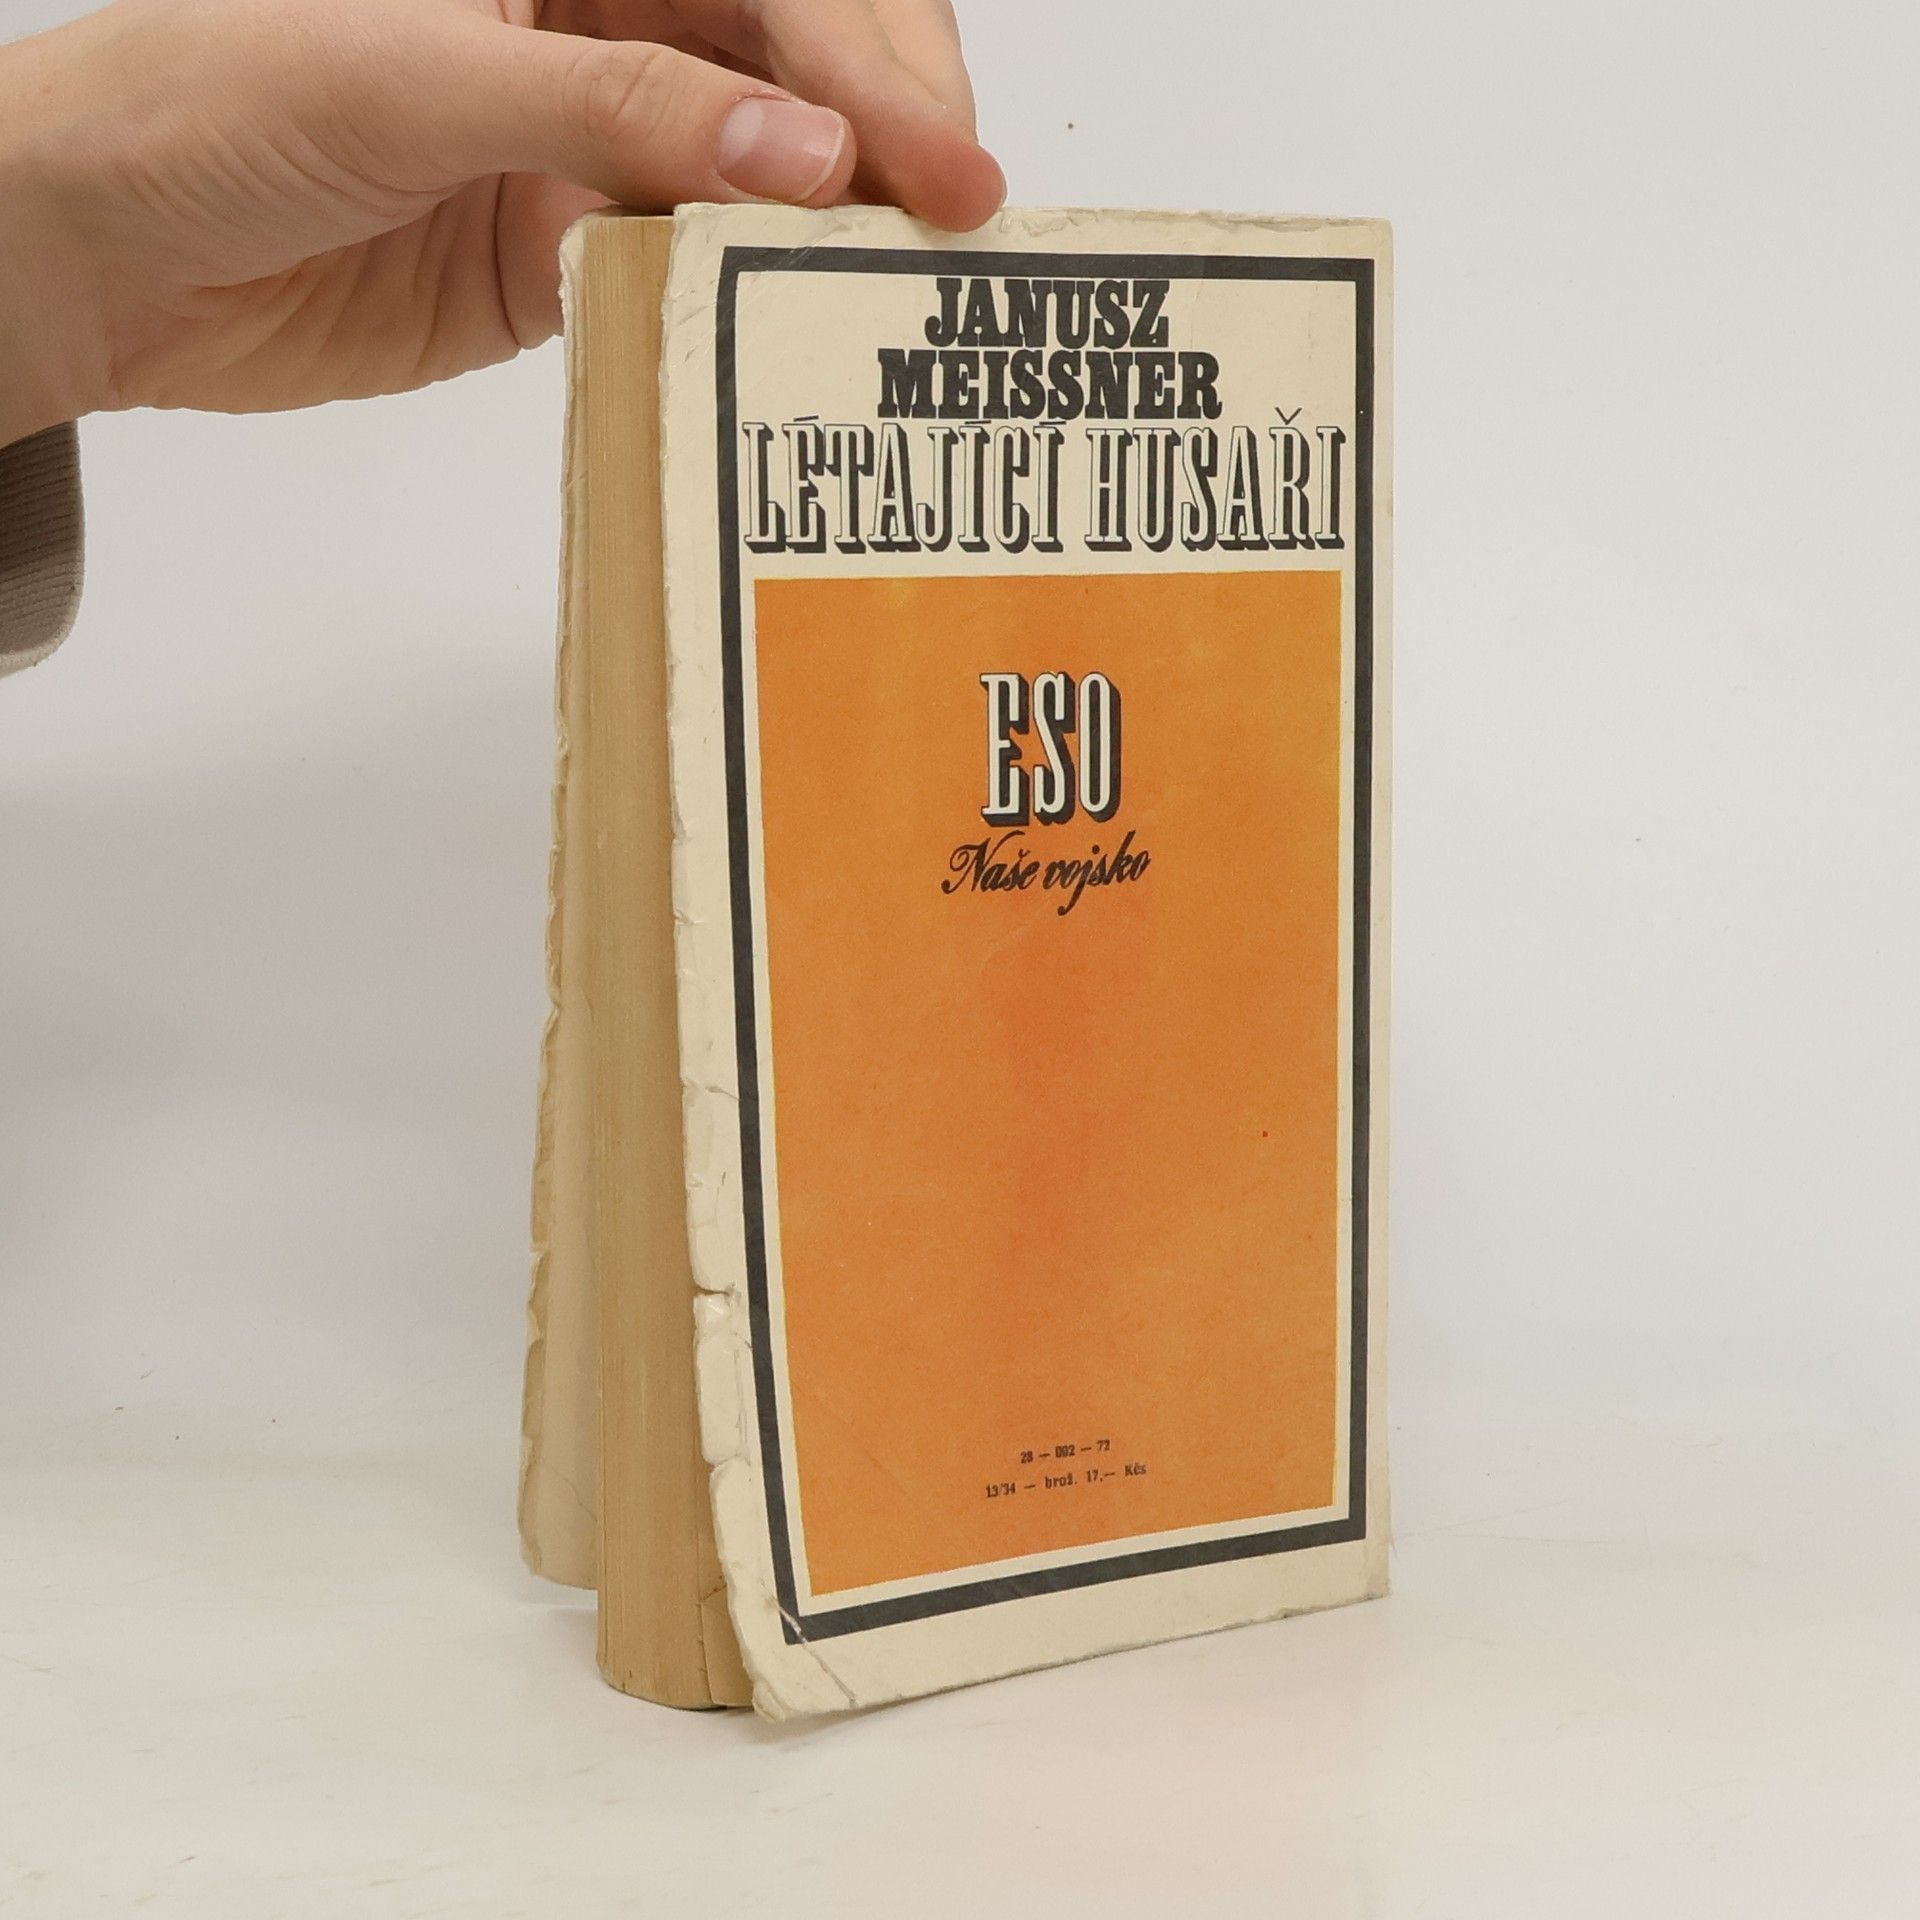 JANUSZ
MEISSNER
LÉTAJÍCÍ HUSAŘI
ESO
Naše vojsko
28 — 002 — 72
13/34 — brož. 17,— Kčs